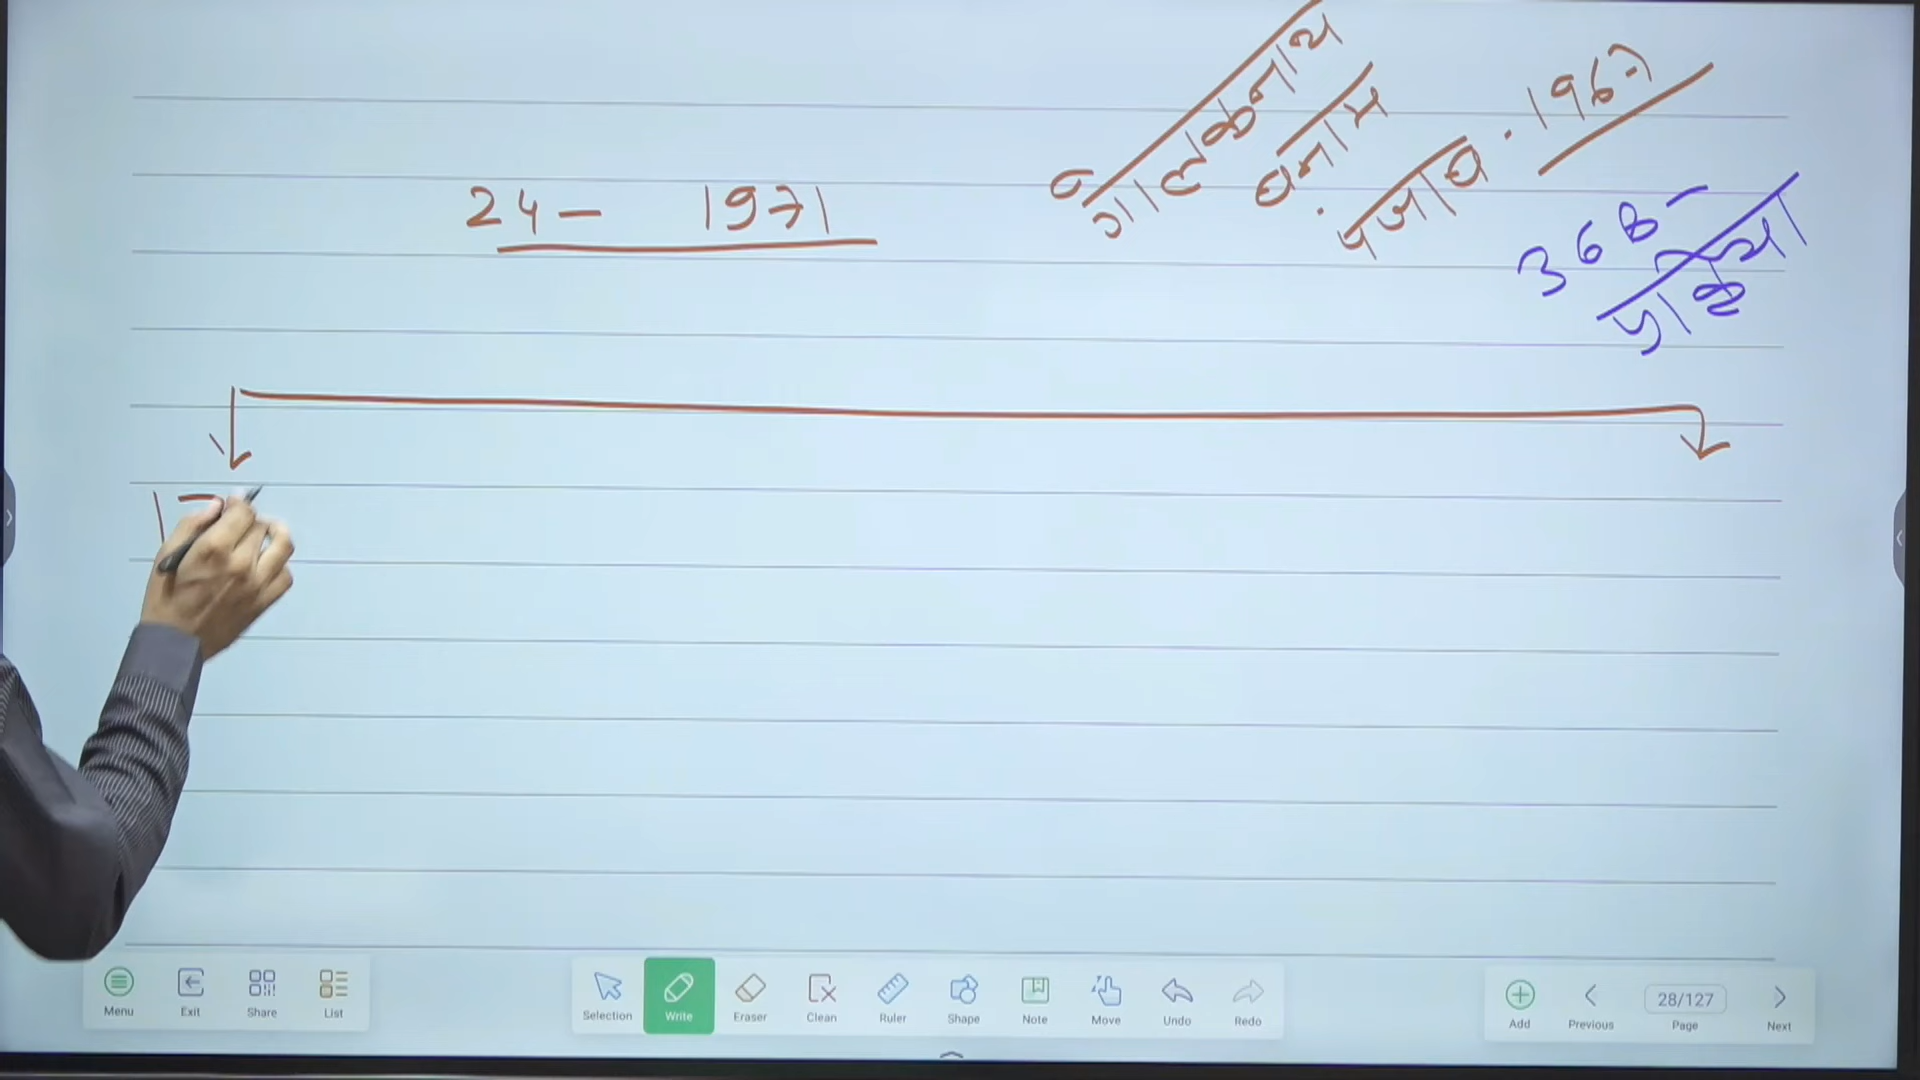 24 - 1971
गोलकनाथ
बनाम
पंजाब . 1967
368 -
प्रक्रिया
Menu
Exit
Share
List
Selection
Write
Eraser
Clean
Ruler
Shape
Note
Move
Undo
Redo
Add
Previous
28/127
Page
Next